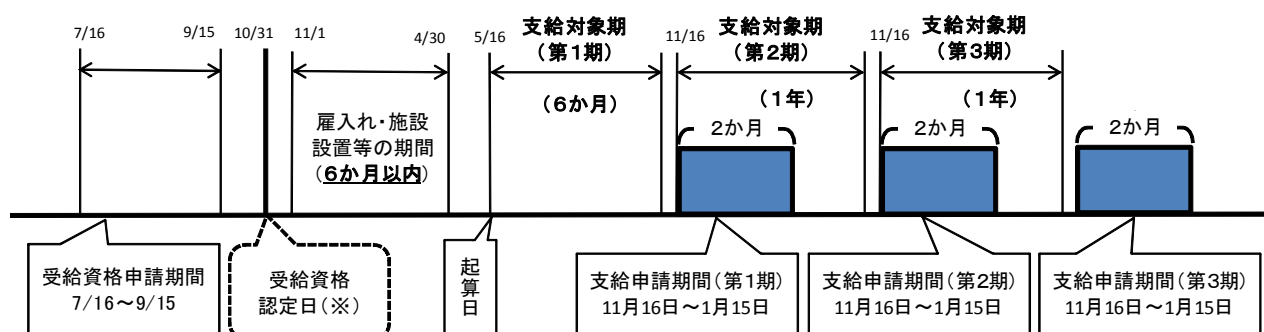 7/16
9/15
10/31
11/1
4/30
5/16
支給対象期
(第1期)
11/16
支給対象期
(第2期)
11/16
支給対象期
(第3期)
(6か月)
(1年)
(1年)
雇入れ・施設
設置等の期間
(6か月以内)
2か月
2か月
2か月
受給資格申請期間
7/16~9/15
受給資格
認定日(※)
起算日
支給申請期間(第1期)
11月16日~1月15日
支給申請期間(第2期)
11月16日~1月15日
支給申請期間(第3期)
11月16日~1月15日